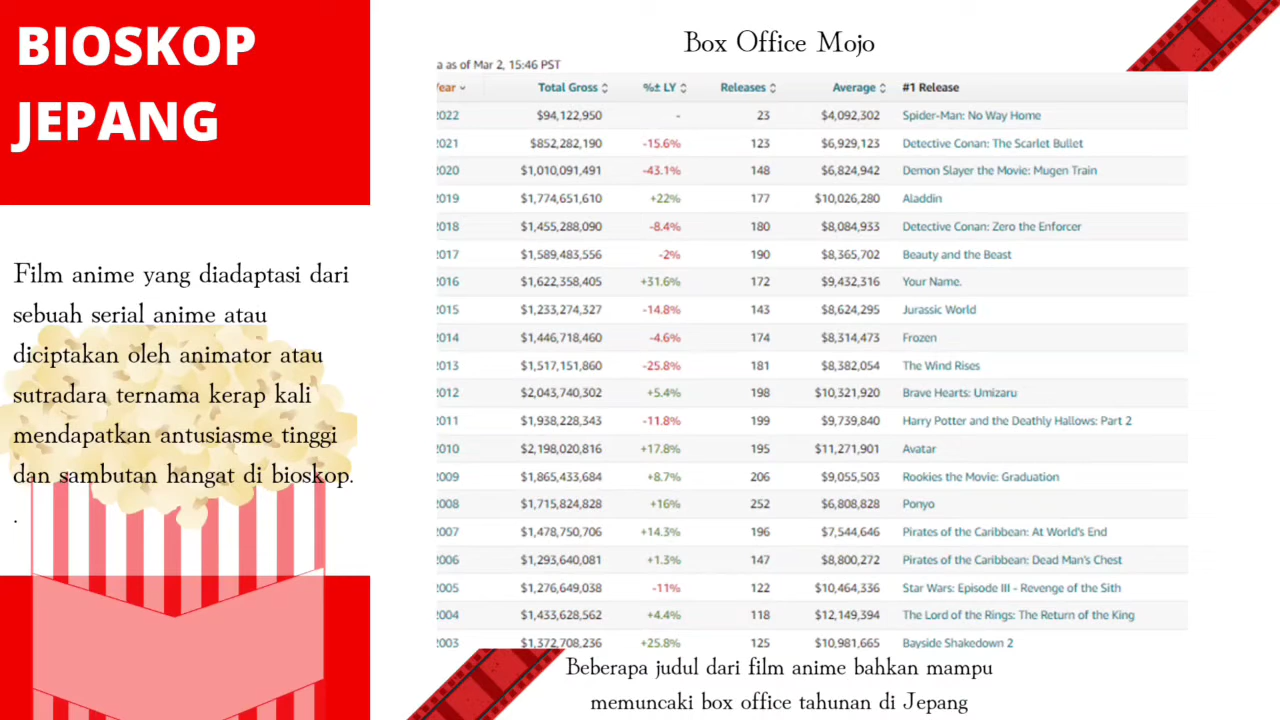 BIOSKOP
JEPANG
Film anime yang diadaptasi dari
sebuah serial anime atau
diciptakan oleh animator atau
sutradara ternama kerap kali
mendapatkan antusiasme tinggi
dan sambutan hangat di bioskop.
.
Box Office Mojo
a as of Mar 2, 15:46 PST
Year Total Gross %± LY Releases Average #1 Release
2022 $94,122,950 - 23 $4,092,302 Spider-Man: No Way Home
2021 $852,282,190 -15.6% 123 $6,929,123 Detective Conan: The Scarlet Bullet
2020 $1,010,091,491 -43.1% 148 $6,824,942 Demon Slayer the Movie: Mugen Train
2019 $1,774,651,610 +22% 177 $10,026,280 Aladdin
2018 $1,455,288,090 -8.4% 180 $8,084,933 Detective Conan: Zero the Enforcer
2017 $1,589,483,556 -2% 190 $8,365,702 Beauty and the Beast
2016 $1,622,358,405 +31.6% 172 $9,432,316 Your Name.
2015 $1,233,274,327 -14.8% 143 $8,624,295 Jurassic World
2014 $1,446,718,460 -4.6% 174 $8,314,473 Frozen
2013 $1,517,151,860 -25.8% 181 $8,382,054 The Wind Rises
2012 $2,043,740,302 +5.4% 198 $10,321,920 Brave Hearts: Umizaru
2011 $1,938,228,343 -11.8% 199 $9,739,840 Harry Potter and the Deathly Hallows: Part 2
2010 $2,198,020,816 +17.8% 195 $11,271,901 Avatar
2009 $1,865,433,684 +8.7% 206 $9,055,503 Rookies the Movie: Graduation
2008 $1,715,824,828 +16% 252 $6,808,828 Ponyo
2007 $1,478,750,706 +14.3% 196 $7,544,646 Pirates of the Caribbean: At World's End
2006 $1,293,640,081 +1.3% 147 $8,800,272 Pirates of the Caribbean: Dead Man's Chest
2005 $1,276,649,038 -11% 122 $10,464,336 Star Wars: Episode III - Revenge of the Sith
2004 $1,433,628,562 +4.4% 118 $12,149,394 The Lord of the Rings: The Return of the King
2003 $1,372,708,236 +25.8% 125 $10,981,665 Bayside Shakedown 2
Beberapa judul dari film anime bahkan mampu
memuncaki box office tahunan di Jepang